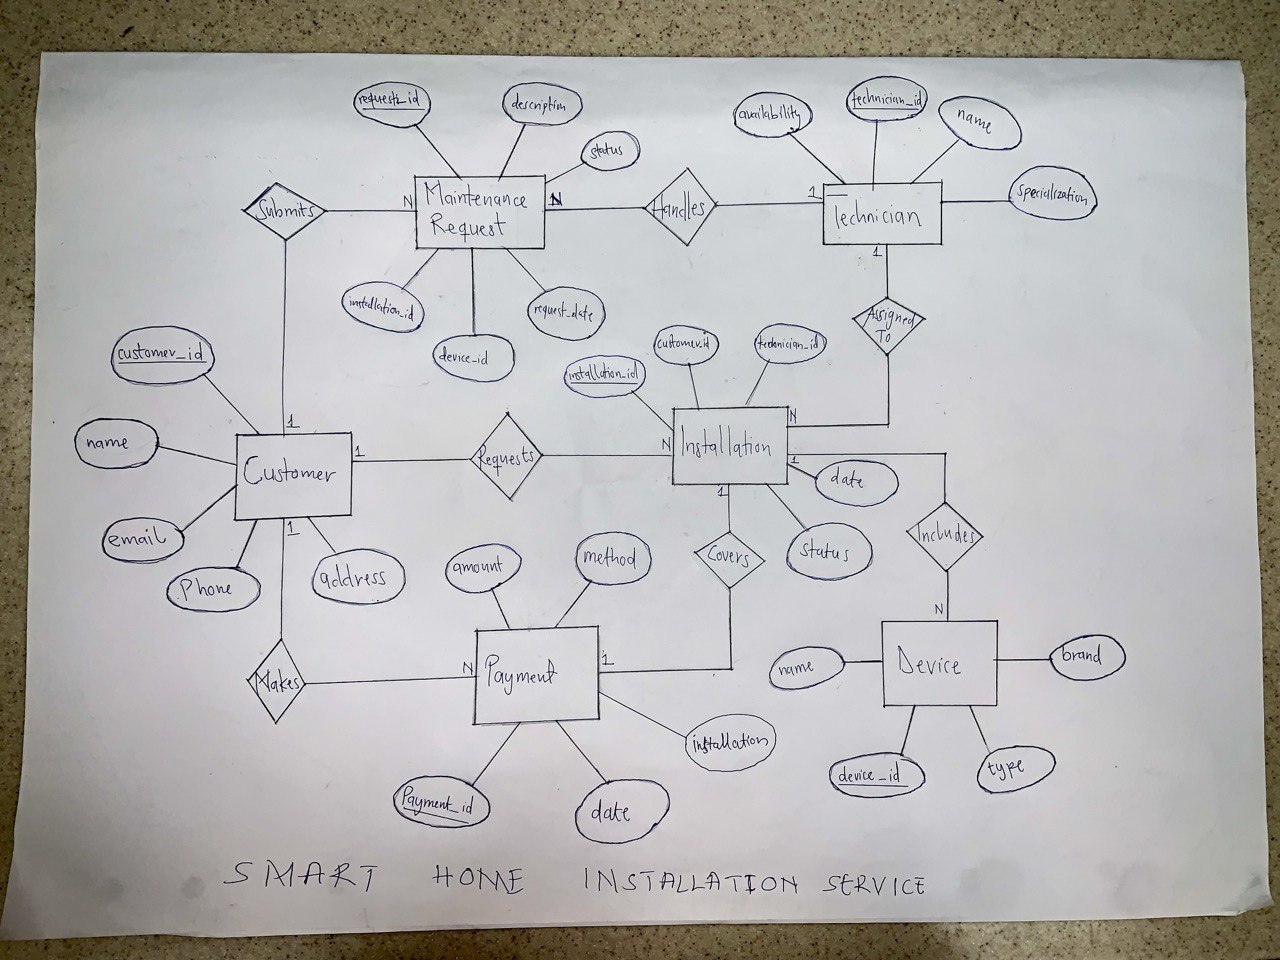 requests_id
description
status
availability
technician_id
name
specialization
Submits
N
Maintenance
Request
N
Handles
1
Technician
1
installation_id
device_id
request_date
Assigned
To
customer_id
name
email
Phone
address
1
Customer
1
1
Requests
installation_id
customer_id
technician_id
N
Installation
N
1
1
date
status
Includes
N
Covers
amount
method
Makes
N
Payment
1
installation
Payment_id
date
name
Device
brand
device_id
type
SMART HOME INSTALLATION SERVICE